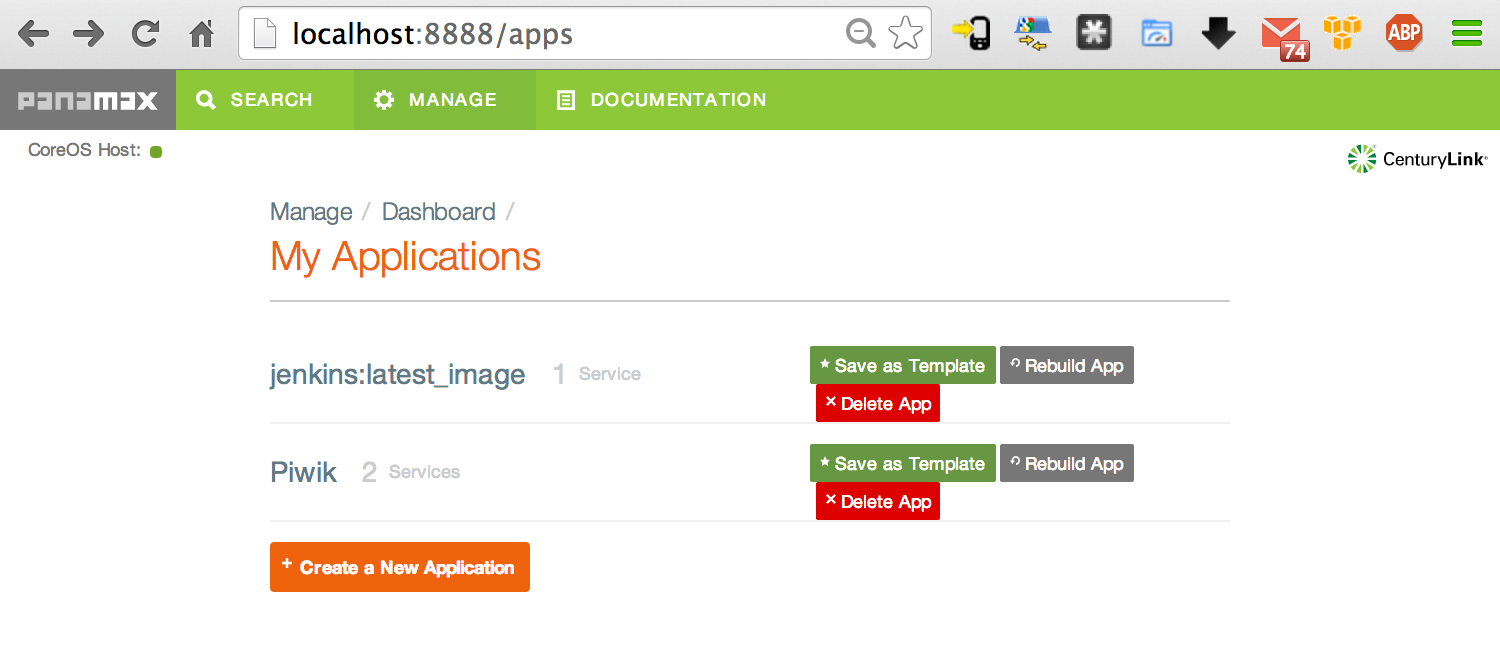 localhost:8888/apps
74
ABP
panamax
SEARCH
MANAGE
DOCUMENTATION
CoreOS Host:
CenturyLink
Manage / Dashboard /
My Applications
jenkins:latest_image 1 Service
Save as Template
Rebuild App
Delete App
Piwik 2 Services
Save as Template
Rebuild App
Delete App
+ Create a New Application